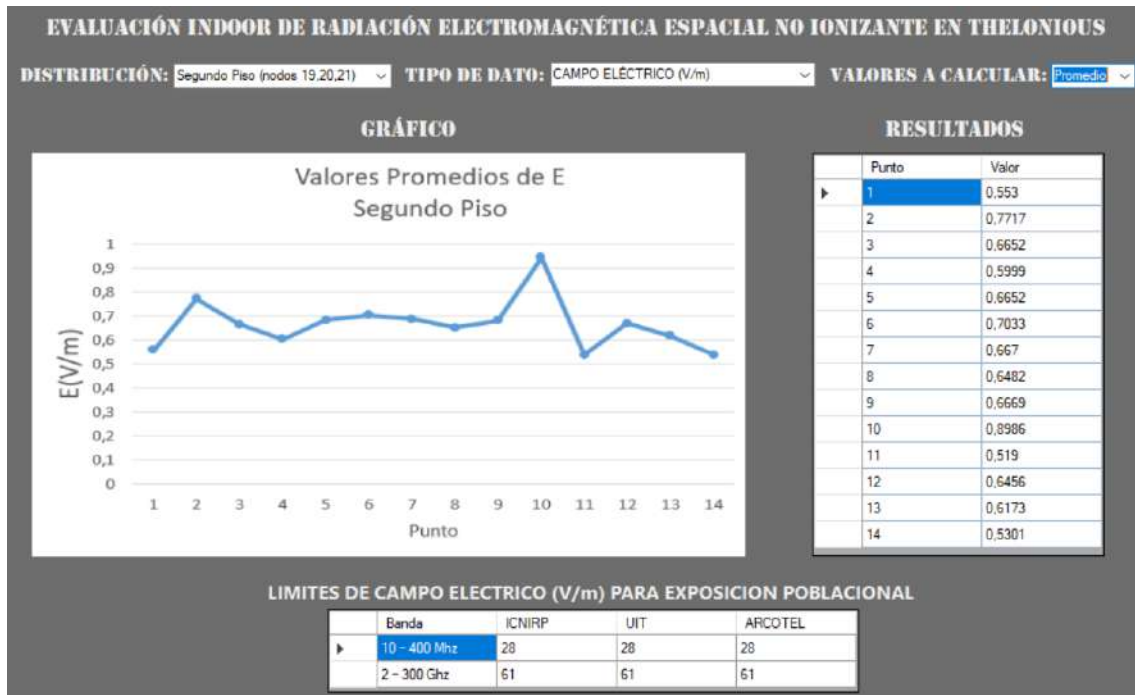 EVALUACIÓN INDOOR DE RADIACIÓN ELECTROMAGNÉTICA ESPACIAL NO IONIZANTE EN THELONIOUS
DISTRIBUCIÓN: Segundo Piso (nodos 19,20,21) TIPO DE DATO: CAMPO ELÉCTRICO (V/m) VALORES A CALCULAR: Promedio
GRÁFICO
Valores Promedios de E
Segundo Piso
E(V/m)
1
0,9
0,8
0,7
0,6
0,5
0,4
0,3
0,2
0,1
0
1 2 3 4 5 6 7 8 9 10 11 12 13 14
Punto
RESULTADOS
Punto Valor
1 0,553
2 0,7717
3 0,6652
4 0,5999
5 0,6652
6 0,7033
7 0,667
8 0,6482
9 0,6669
10 0,8986
11 0,519
12 0,6456
13 0,6173
14 0,5301
LIMITES DE CAMPO ELECTRICO (V/m) PARA EXPOSICION POBLACIONAL
Banda ICNIRP UIT ARCOTEL
10 - 400 Mhz 28 28 28
2 - 300 Ghz 61 61 61